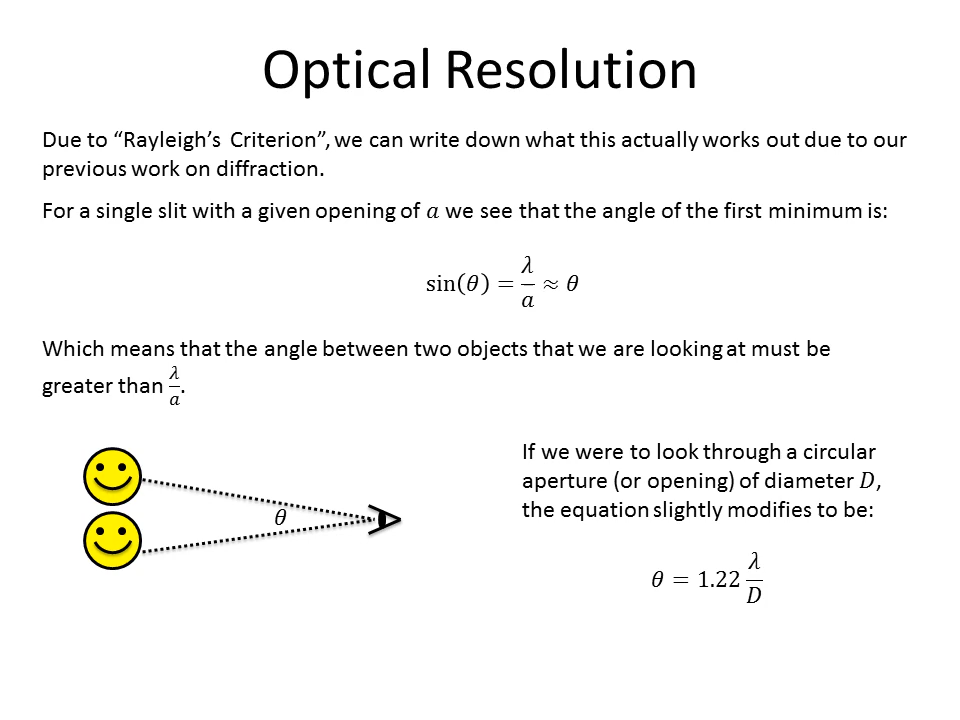 Optical Resolution
Due to “Rayleigh’s Criterion”, we can write down what this actually works out due to our
previous work on diffraction.
For a single slit with a given opening of 𝑎 we see that the angle of the first minimum is:
sin(𝜃) = 𝜆/𝑎 ≈ 𝜃
Which means that the angle between two objects that we are looking at must be
greater than 𝜆/𝑎.
If we were to look through a circular
aperture (or opening) of diameter 𝐷,
the equation slightly modifies to be:
𝜃
𝜃 = 1.22 𝜆/𝐷